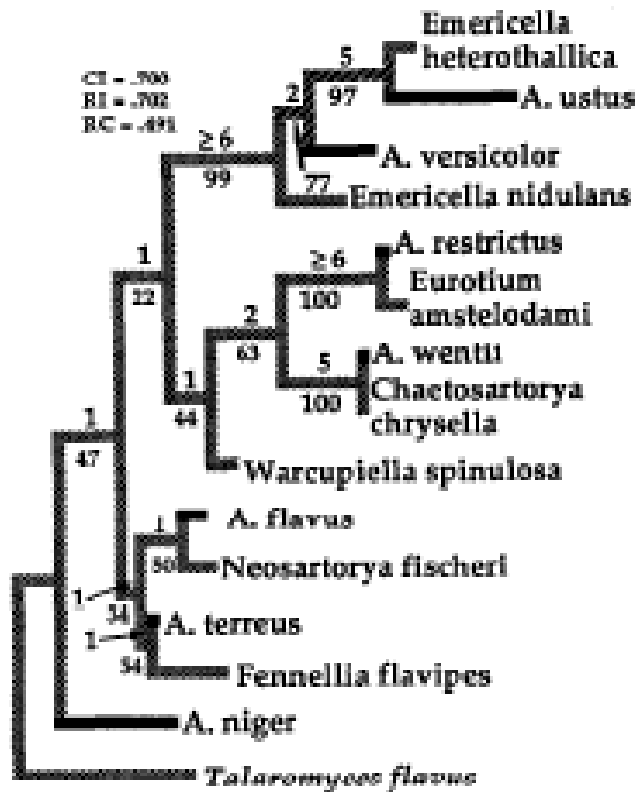 Emericella
heterothallica
5
97
A. ustus
CI = .700
RI = .702
RC = .491
2
A. versicolor
≥ 6
99
77
Emericella nidulans
A. restrictus
1
22
≥ 6
100
Eurotium
amstelodami
2
63
A. wentii
5
100
Chaetosartorya
chrysella
1
44
1
47
Warcupiella spinulosa
A. flavus
1
50
Neosartorya fischeri
1
34
A. terreus
1
54
Fennellia flavipes
A. niger
Talaromyces flavus